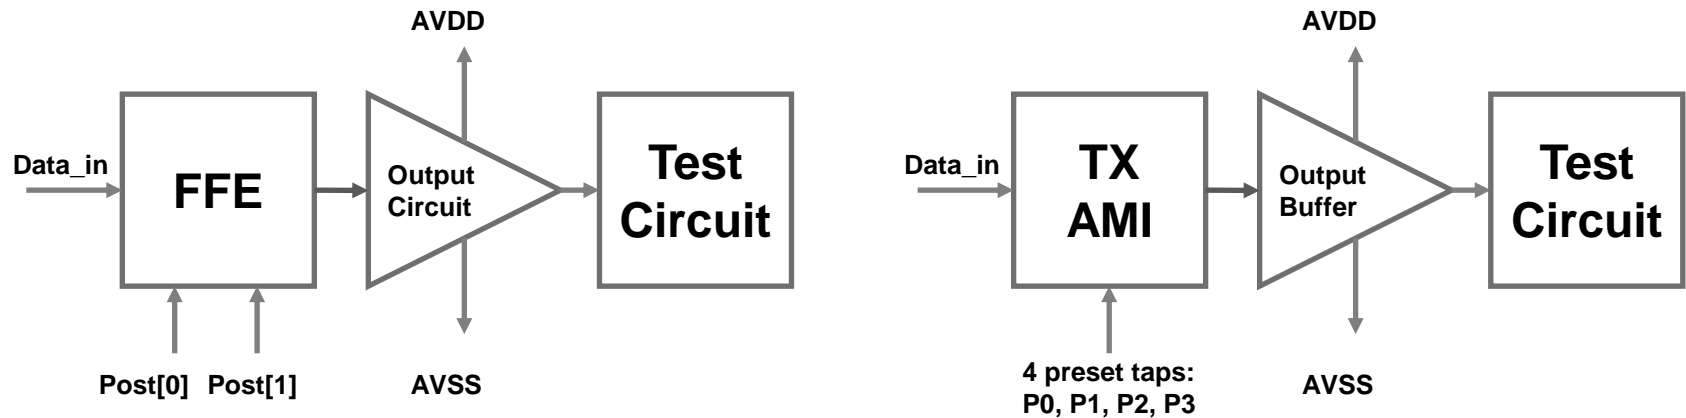 AVDD
Data_in
FFE
Output
Circuit
Test
Circuit
Post[0] Post[1]
AVSS
AVDD
Data_in
TX
AMI
Output
Buffer
Test
Circuit
4 preset taps:
P0, P1, P2, P3
AVSS